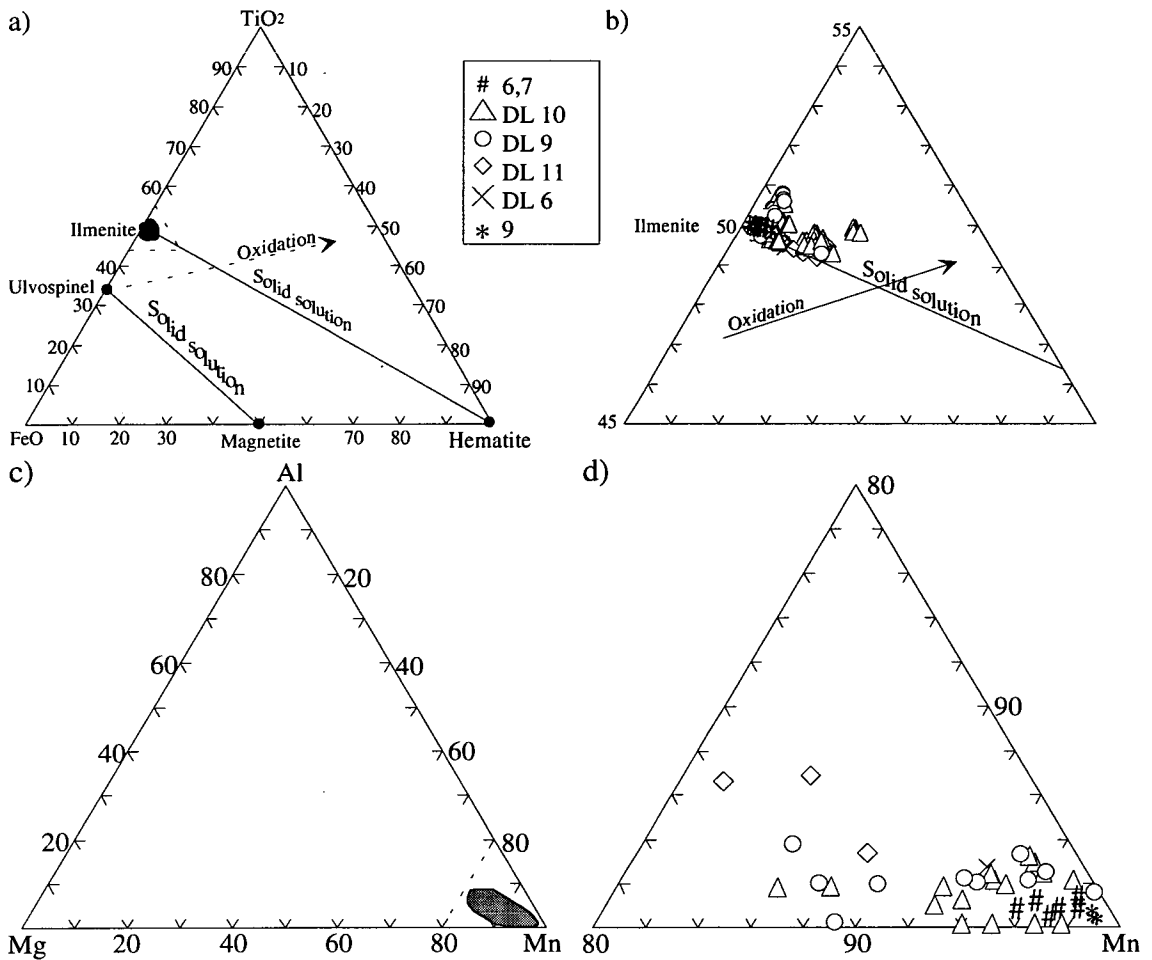 a)
TiO2
90
10
80
20
70
30
60
40
Ilmenite
50
Oxidation
40
60
Ulvospinel
Solid solution
30
70
Solid solution
20
80
10
90
FeO 10 20 30 Magnetite 70 80 Hematite
# 6,7
DL 10
DL 9
DL 11
DL 6
* 9
b)
55
Ilmenite
50
Solid solution
Oxidation
45
c)
Al
80
20
60
40
40
60
20
80
Mg 20 40 60 80 Mn
d)
80
90
80 90 Mn